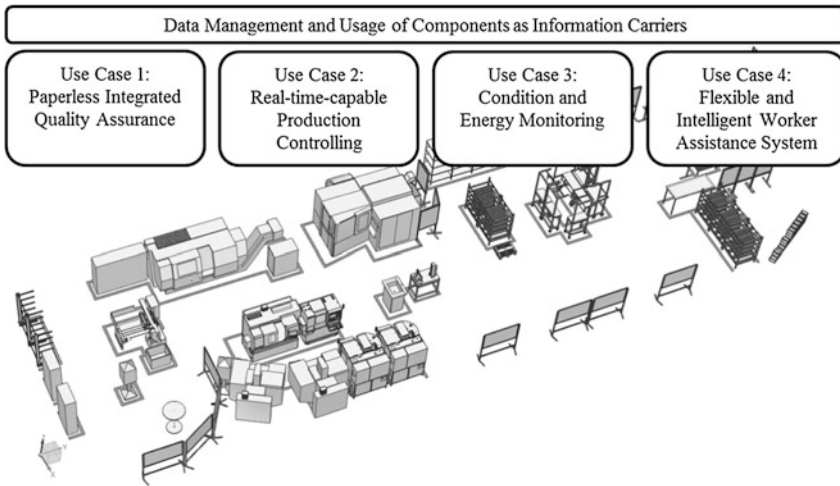 Data Management and Usage of Components as Information Carriers
Use Case 1:
Paperless Integrated
Quality Assurance
Use Case 2:
Real-time-capable
Production
Controlling
Use Case 3:
Condition and
Energy Monitoring
Use Case 4:
Flexible and
Intelligent Worker
Assistance System